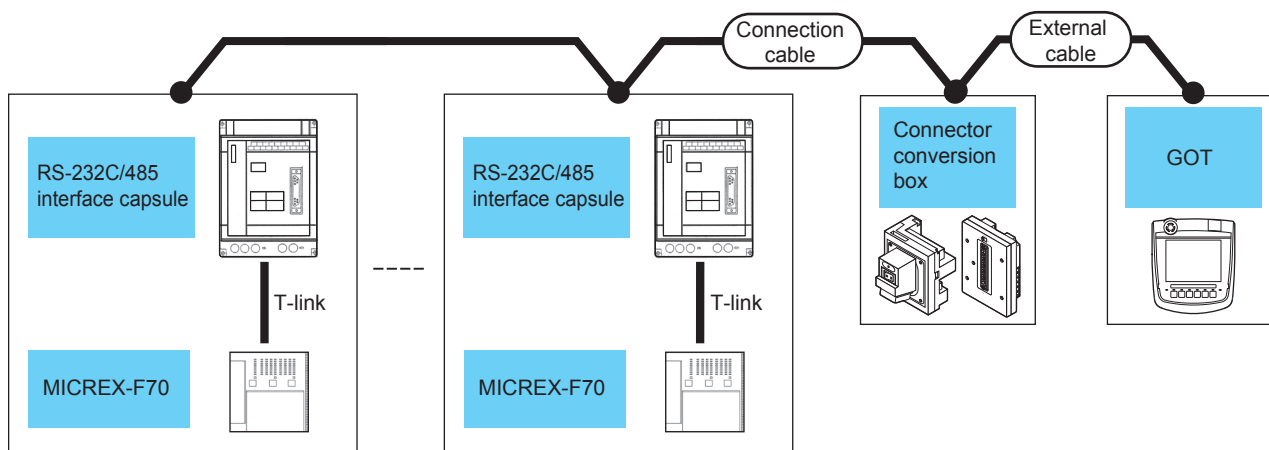 Connection
cable
External
cable
RS-232C/485
interface capsule
T-link
MICREX-F70
RS-232C/485
interface capsule
T-link
MICREX-F70
Connector
conversion
box
GOT